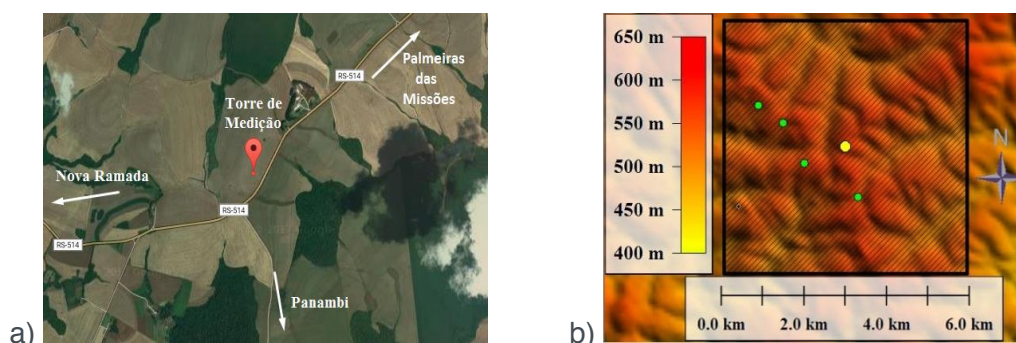 RS-514
Palmeiras
das
Missões
Torre de
Medição
Nova Ramada
RS-514
RS-514
Panambi
a)
650 m
600 m
550 m
500 m
450 m
400 m
N
0.0 km 2.0 km 4.0 km 6.0 km
b)